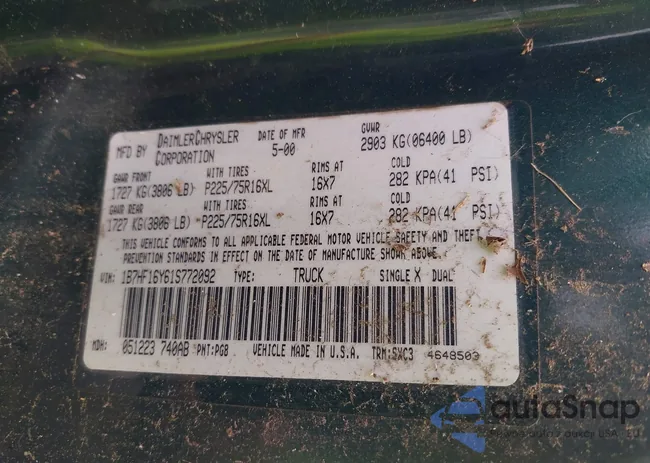 MFD BY DAIMLERCHRYSLER CORPORATION DATE OF MFR 5-00 GVWR 2903 KG(06400 LB)
GAWR FRONT WITH TIRES RIMS AT COLD
1727 KG(3806 LB) P225/75R16XL 16X7 282 KPA(41 PSI)
GAWR REAR WITH TIRES RIMS AT COLD
1727 KG(3806 LB) P225/75R16XL 16X7 282 KPA(41 PSI)
THIS VEHICLE CONFORMS TO ALL APPLICABLE FEDERAL MOTOR VEHICLE SAFETY AND THEFT
PREVENTION STANDARDS IN EFFECT ON THE DATE OF MANUFACTURE SHOWN ABOVE.
VIN: 1B7HF16Y61S772092 TYPE: TRUCK SINGLE X DUAL
MDH: 051223 740AB PNT:PG8 VEHICLE MADE IN U.S.A. TRM:SXC3 4648503
autoSnap